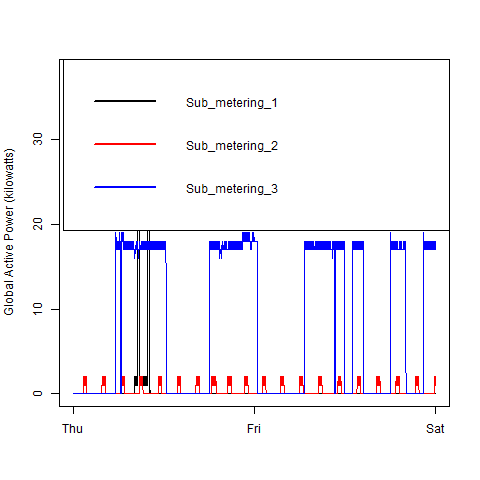 Sub_metering_1
Sub_metering_2
Sub_metering_3
Global Active Power (kilowatts)
30
20
10
0
Thu
Fri
Sat